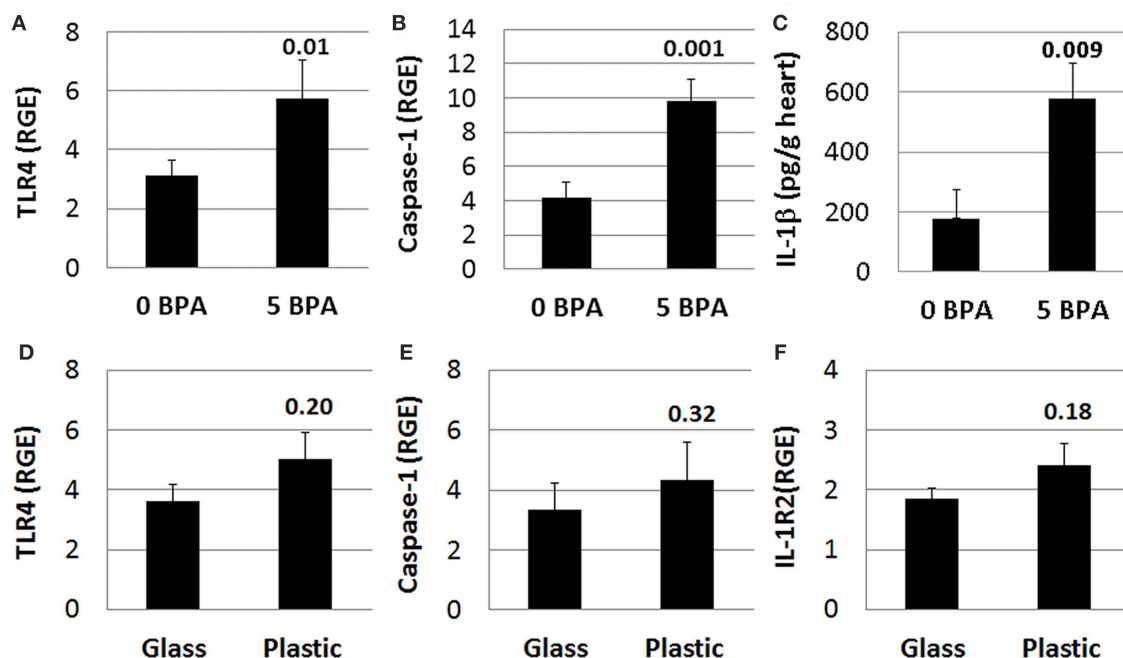 A
TLR4 (RGE)
8
6
4
2
0
0.01
0 BPA
5 BPA
B
Caspase-1 (RGE)
14
12
10
8
6
4
2
0
0.001
0 BPA
5 BPA
C
IL-1β (pg/g heart)
800
600
400
200
0
0.009
0 BPA
5 BPA
D
TLR4 (RGE)
8
6
4
2
0
0.20
Glass
Plastic
E
Caspase-1 (RGE)
8
6
4
2
0
0.32
Glass
Plastic
F
IL-1R2(RGE)
4
3
2
1
0
0.18
Glass
Plastic